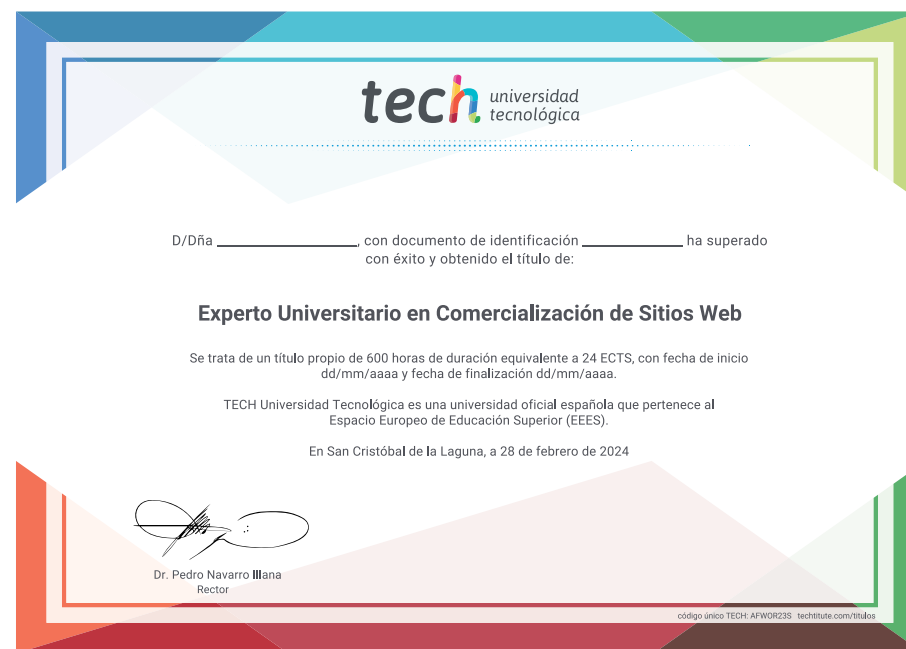 tech universidad
tecnológica
D/Dña ____________________, con documento de identificación ______________ ha superado
con éxito y obtenido el título de:
Experto Universitario en Comercialización de Sitios Web
Se trata de un título propio de 600 horas de duración equivalente a 24 ECTS, con fecha de inicio
dd/mm/aaaa y fecha de finalización dd/mm/aaaa.
TECH Universidad Tecnológica es una universidad oficial española que pertenece al
Espacio Europeo de Educación Superior (EEES).
En San Cristóbal de la Laguna, a 28 de febrero de 2024
Dr. Pedro Navarro Illana
Rector
código único TECH: AFWOR23S techtitute.com/titulos